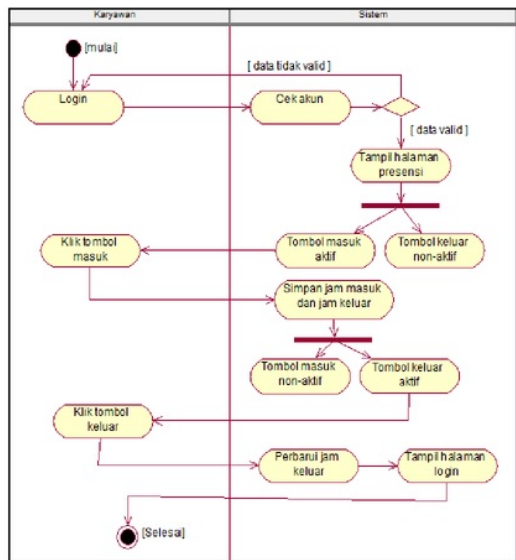 Karyawan
Sistem
[mulai]
[ data tidak valid ]
Login
Cek akun
[ data valid ]
Tampil halaman
presensi
Klik tombol
masuk
Tombol masuk
aktif
Tombol keluar
non-aktif
Simpan jam masuk
dan jam keluar
Tombol masuk
non-aktif
Tombol keluar
aktif
Klik tombol
keluar
Perbarui jam
keluar
Tampil halaman
login
[Selesai]